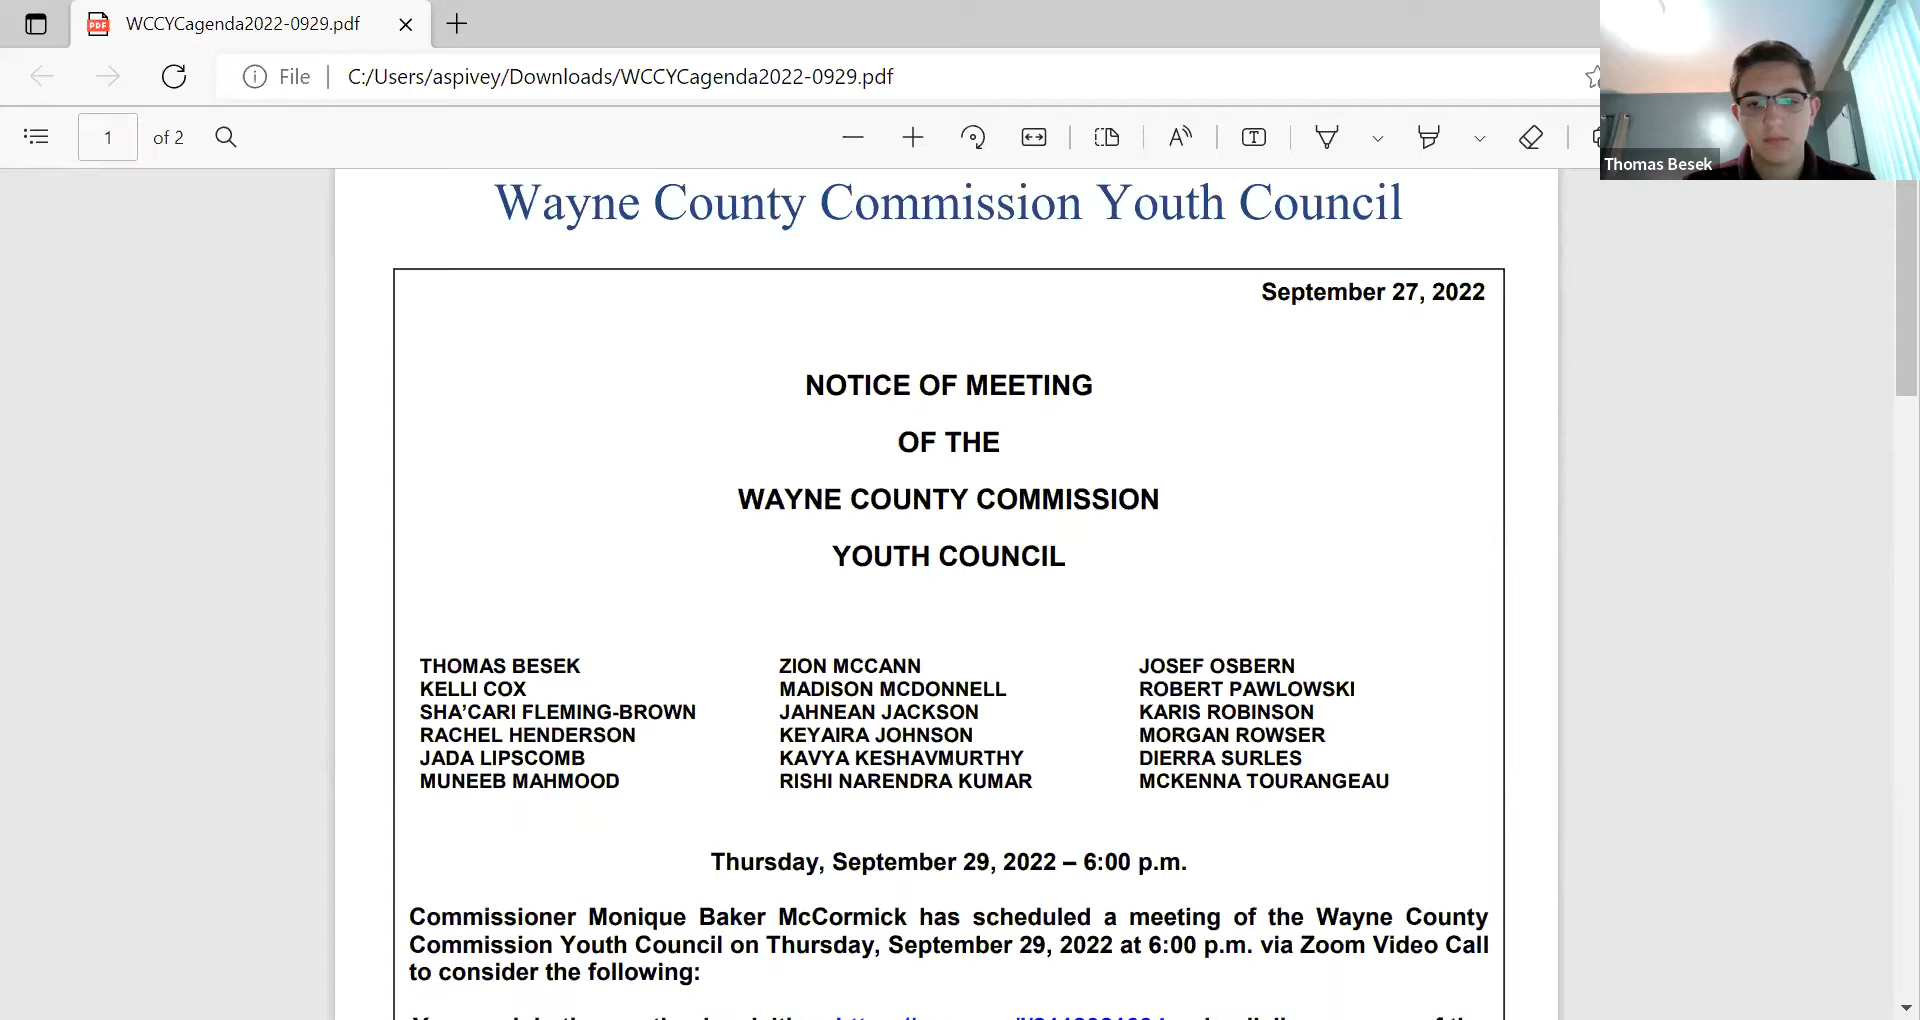 WCCYCagenda2022-0929.pdf
File
C:/Users/aspivey/Downloads/WCCYCagenda2022-0929.pdf
1 of 2
Thomas Besek
Wayne County Commission Youth Council
September 27, 2022
NOTICE OF MEETING
OF THE
WAYNE COUNTY COMMISSION
YOUTH COUNCIL
THOMAS BESEK ZION MCCANN JOSEF OSBERN
KELLI COX MADISON MCDONNELL ROBERT PAWLOWSKI
SHA’CARI FLEMING-BROWN JAHNEAN JACKSON KARIS ROBINSON
RACHEL HENDERSON KEYAIRA JOHNSON MORGAN ROWSER
JADA LIPSCOMB KAVYA KESHAVMURTHY DIERRA SURLES
MUNEEB MAHMOOD RISHI NARENDRA KUMAR MCKENNA TOURANGEAU
Thursday, September 29, 2022 – 6:00 p.m.
Commissioner Monique Baker McCormick has scheduled a meeting of the Wayne County
Commission Youth Council on Thursday, September 29, 2022 at 6:00 p.m. via Zoom Video Call
to consider the following: